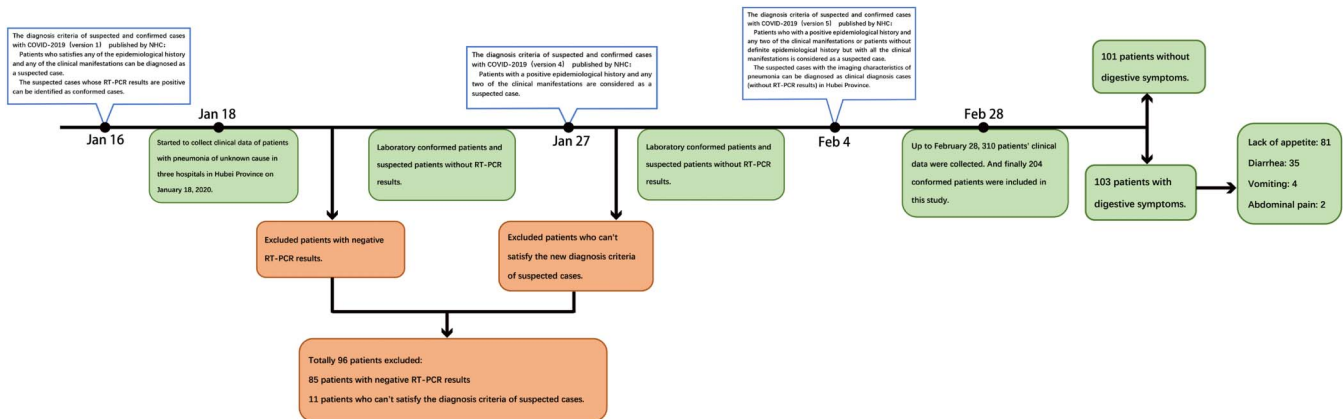 The diagnosis criteria of suspected and confirmed cases
with COVID-2019 (version 1) published by NHC:
Patients who satisfies any of the epidemiological history
and any of the clinical manifestations can be diagnosed as
a suspected case.
The suspected cases whose RT-PCR results are positive
can be identified as conformed cases.
The diagnosis criteria of suspected and confirmed cases
with COVID-2019 (version 4) published by NHC:
Patients with a positive epidemiological history and any
two of the clinical manifestations are considered as a
suspected case.
The diagnosis criteria of suspected and confirmed cases
with COVID-2019 (version 5) published by NHC:
Patients who with a positive epidemiological history and
any two of the clinical manifestations or patients without
definite epidemiological history but with all the clinical
manifestations is considered as a suspected case.
The suspected cases with the imaging characteristics of
pneumonia can be diagnosed as clinical diagnosis cases
(without RT-PCR results) in Hubei Province.
101 patients without
digestive symptoms.
Jan 16
Jan 18
Jan 27
Feb 4
Feb 28
Started to collect clinical data of patients
with pneumonia of unknown cause in
three hospitals in Hubei Province on
January 18, 2020.
Laboratory conformed patients and
suspected patients without RT-PCR
results.
Laboratory conformed patients and
suspected patients without RT-PCR
results.
Up to February 28, 310 patients' clinical
data were collected. And finally 204
conformed patients were included in
this study.
103 patients with
digestive symptoms.
Lack of appetite: 81
Diarrhea: 35
Vomiting: 4
Abdominal pain: 2
Excluded patients with negative
RT-PCR results.
Excluded patients who can't
satisfy the new diagnosis criteria
of suspected cases.
Totally 96 patients excluded:
85 patients with negative RT-PCR results
11 patients who can't satisfy the diagnosis criteria of suspected cases.